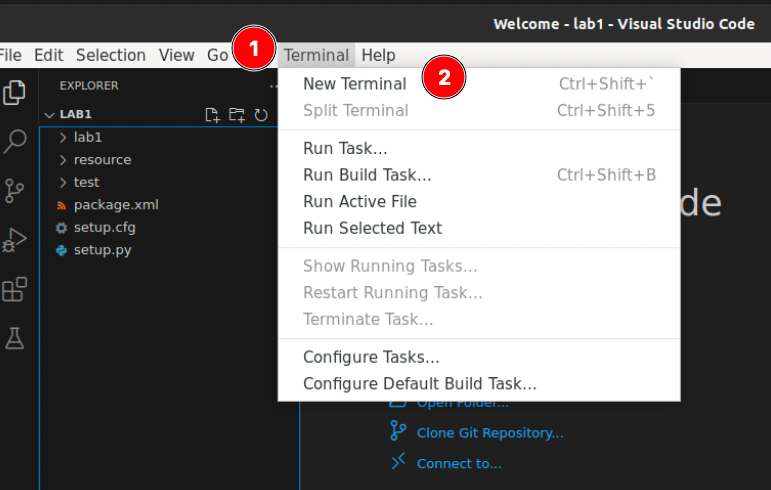 Welcome - lab1 - Visual Studio Code
File Edit Selection View Go 1 Terminal Help
EXPLORER ...
LAB1
lab1
resource
test
package.xml
setup.cfg
setup.py
2
New Terminal Ctrl+Shift+`
Split Terminal Ctrl+Shift+5
Run Task...
Run Build Task... Ctrl+Shift+B
Run Active File
Run Selected Text
Show Running Tasks...
Restart Running Task...
Terminate Task...
Configure Tasks...
Configure Default Build Task...
de
Open Folder...
Clone Git Repository...
Connect to...